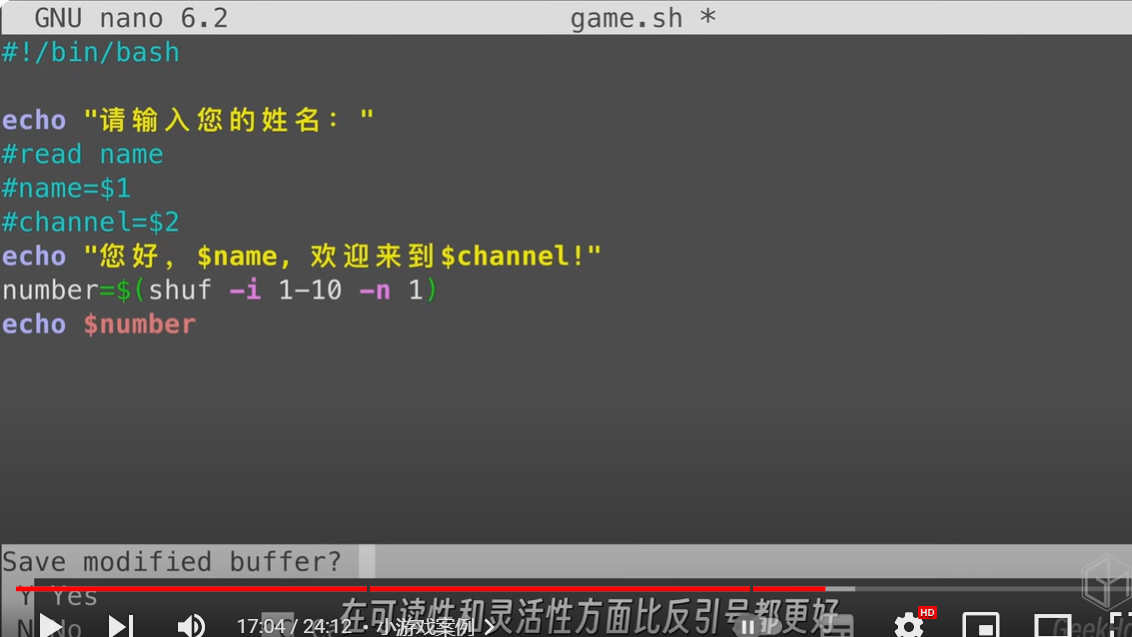 GNU nano 6.2 game.sh *
#!/bin/bash
echo "请输入您的姓名："
#read name
#name=$1
#channel=$2
echo "您好，$name, 欢迎来到$channel!"
number=$(shuf -i 1-10 -n 1)
echo $number
Save modified buffer?
Y Yes
在可读性和灵活性方面比反引号都更好
N No
17:04 / 24:12 • 小游戏案例
HD